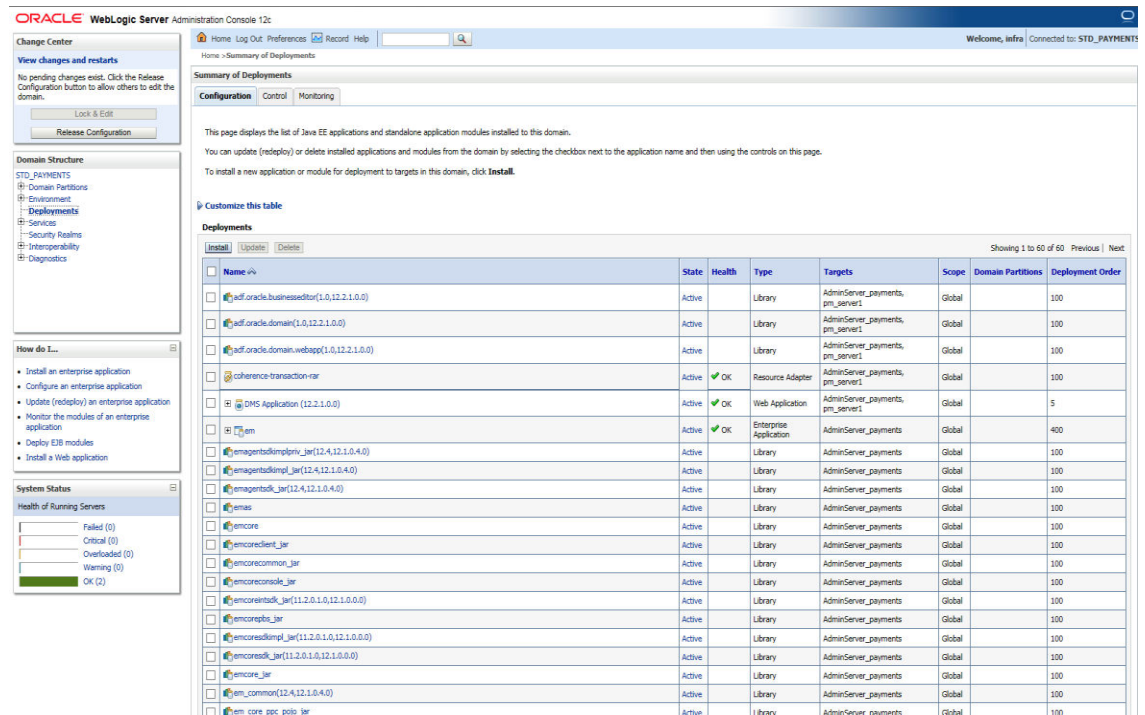 ORACLE WebLogic Server Administration Console 12c
Change Center
View changes and restarts
No pending changes exist. Click the Release
Configuration button to allow others to edit the
domain.
Lock & Edit
Release Configuration
Domain Structure
STD_PAYMENTS
Domain Partitions
Environment
Deployments
Services
Security Realms
Interoperability
Diagnostics
How do I...
Install an enterprise application
Configure an enterprise application
Update (redeploy) an enterprise application
Monitor the modules of an enterprise
application
Deploy EJB modules
Install a Web application
System Status
Health of Running Servers
Failed (0)
Critical (0)
Overloaded (0)
Warning (0)
OK (2)
Home Log Out Preferences Record Help
Welcome, infra Connected to: STD_PAYMENTS
Home >Summary of Deployments
Summary of Deployments
Configuration Control Monitoring
This page displays the list of Java EE applications and standalone application modules installed to this domain.
You can update (redeploy) or delete installed applications and modules from the domain by selecting the checkbox next to the application name and then using the controls on this page.
To install a new application or module for deployment to targets in this domain, click Install.
Customize this table
Deployments
Install Update Delete Showing 1 to 60 of 60 Previous | Next
Name State Health Type Targets Scope Domain Partitions Deployment Order
adf.oracle.businesseditor(1.0,12.2.1.0.0) Active Library AdminServer_payments, pm_server1 Global 100
adf.oracle.domain(1.0,12.2.1.0.0) Active Library AdminServer_payments, pm_server1 Global 100
adf.oracle.domain.webapp(1.0,12.2.1.0.0) Active Library AdminServer_payments, pm_server1 Global 100
coherence-transaction-rar Active OK Resource Adapter AdminServer_payments, pm_server1 Global 100
DMS Application (12.2.1.0.0) Active OK Web Application AdminServer_payments, pm_server1 Global 5
em Active OK Enterprise Application AdminServer_payments Global 400
emagentsdkimplpriv_jar(12.4,12.1.0.4.0) Active Library AdminServer_payments Global 100
emagentsdkimpl_jar(12.4,12.1.0.4.0) Active Library AdminServer_payments Global 100
emagentsdk_jar(12.4,12.1.0.4.0) Active Library AdminServer_payments Global 100
emas Active Library AdminServer_payments Global 100
emcore Active Library AdminServer_payments Global 100
emcoreclient_jar Active Library AdminServer_payments Global 100
emcorecommon_jar Active Library AdminServer_payments Global 100
emcoreconsole_jar Active Library AdminServer_payments Global 100
emcoreintsdk_jar(11.2.0.1.0,12.1.0.0.0) Active Library AdminServer_payments Global 100
emcorepbs_jar Active Library AdminServer_payments Global 100
emcoresdkimpl_jar(11.2.0.1.0,12.1.0.0.0) Active Library AdminServer_payments Global 100
emcoresdk_jar(11.2.0.1.0,12.1.0.0.0) Active Library AdminServer_payments Global 100
emcore_jar Active Library AdminServer_payments Global 100
em_common(12.4,12.1.0.4.0) Active Library AdminServer_payments Global 100
em_core_ppc_pojo_jar Active Library AdminServer_payments Global 100